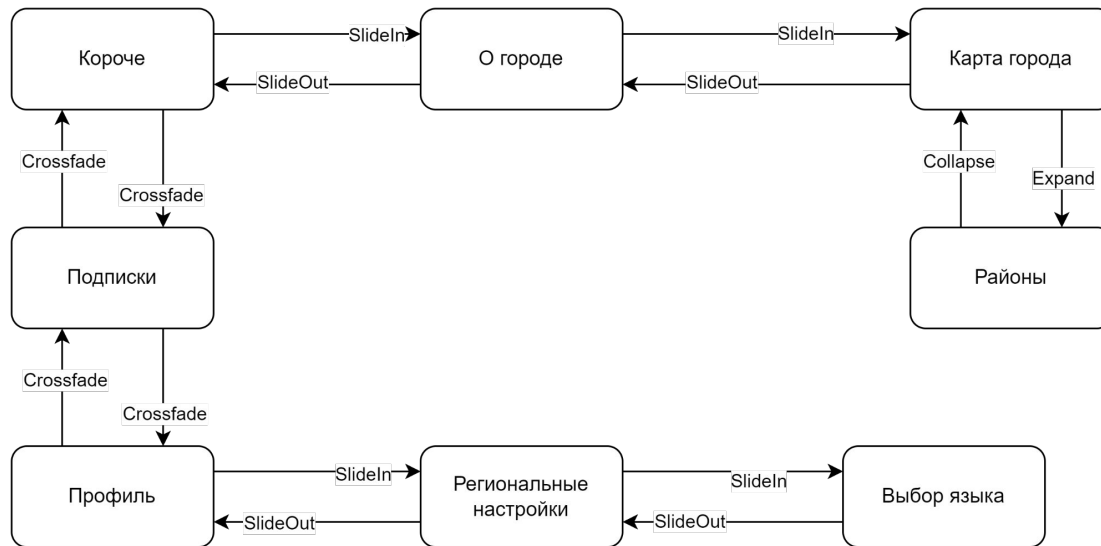 Короче
SlideIn
О городе
SlideIn
Карта города
SlideOut
SlideOut
Crossfade
Crossfade
Collapse
Expand
Подписки
Районы
Crossfade
Crossfade
Профиль
SlideIn
Региональные
настройки
SlideIn
Выбор языка
SlideOut
SlideOut